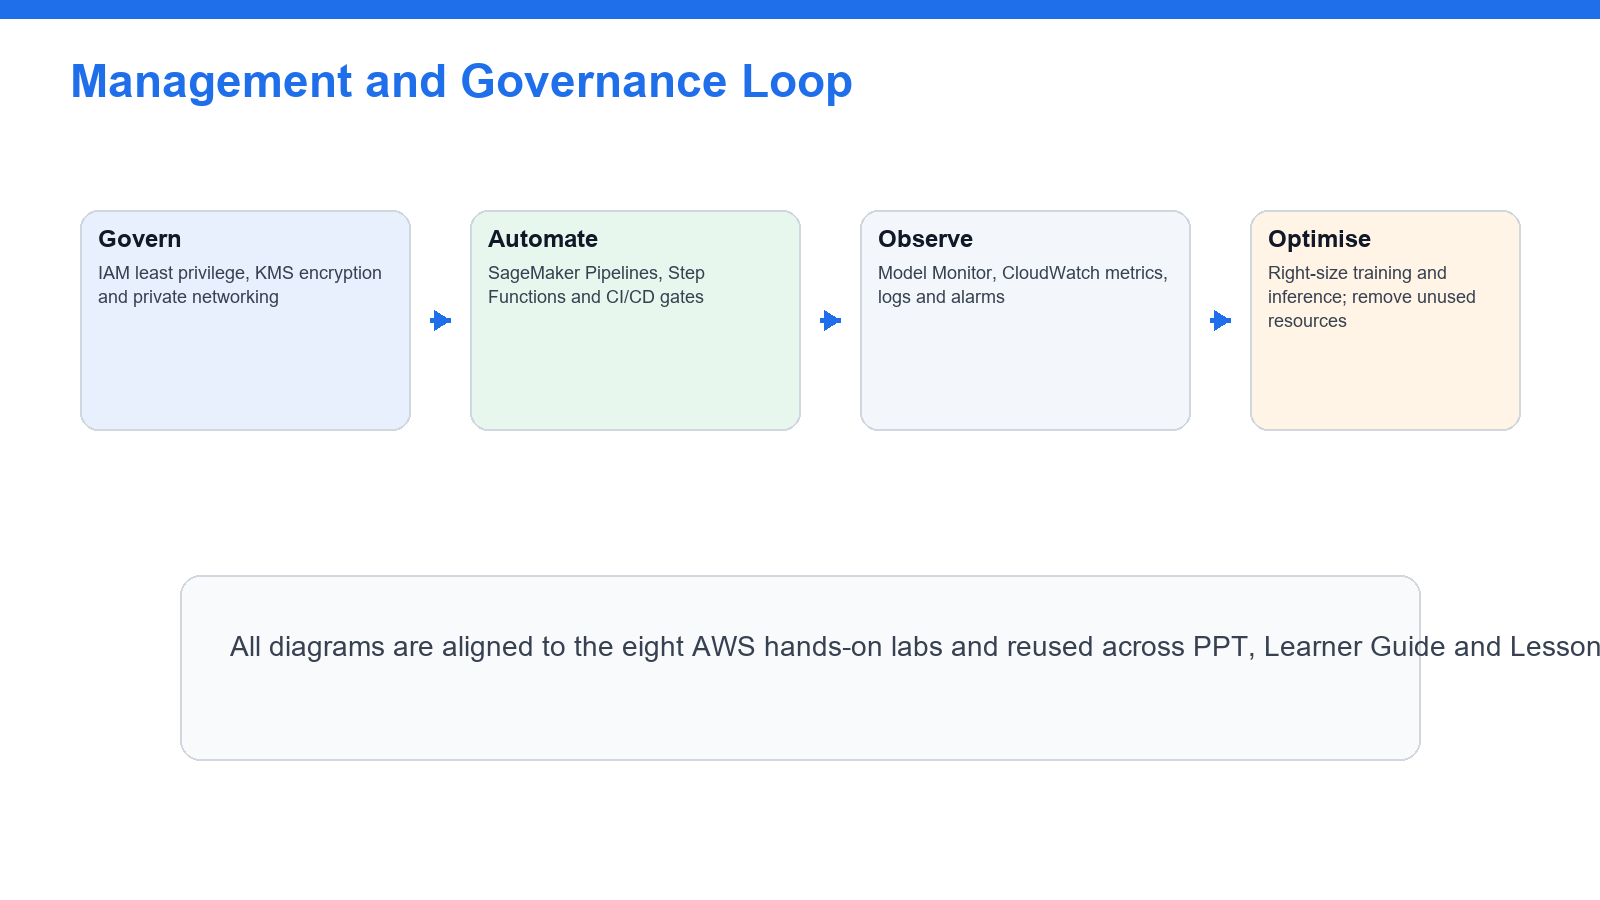 Management and Governance Loop
Govern
IAM least privilege, KMS encryption
and private networking
Automate
SageMaker Pipelines, Step
Functions and CI/CD gates
Observe
Model Monitor, CloudWatch metrics,
logs and alarms
Optimise
Right-size training and
inference; remove unused
resources
All diagrams are aligned to the eight AWS hands-on labs and reused across PPT, Learner Guide and Lesson